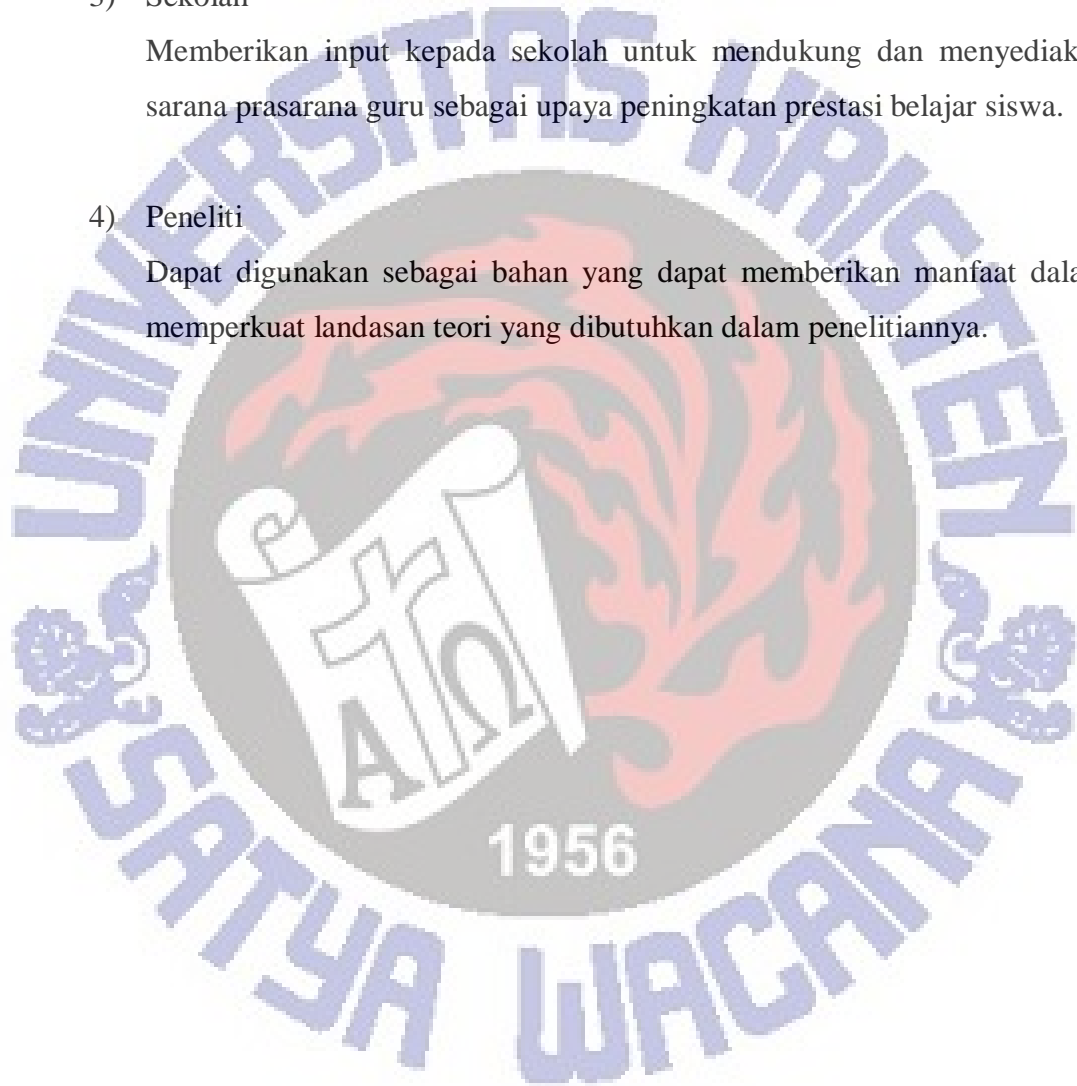 3) Sekolah
Memberikan input kepada sekolah untuk mendukung dan menyediak
sarana prasarana guru sebagai upaya peningkatan prestasi belajar siswa.
4) Peneliti
Dapat digunakan sebagai bahan yang dapat memberikan manfaat dala
memperkuat landasan teori yang dibutuhkan dalam penelitiannya.
UNIVERSITAS KRISTEN
SATYA WACANA
A Ω
1956